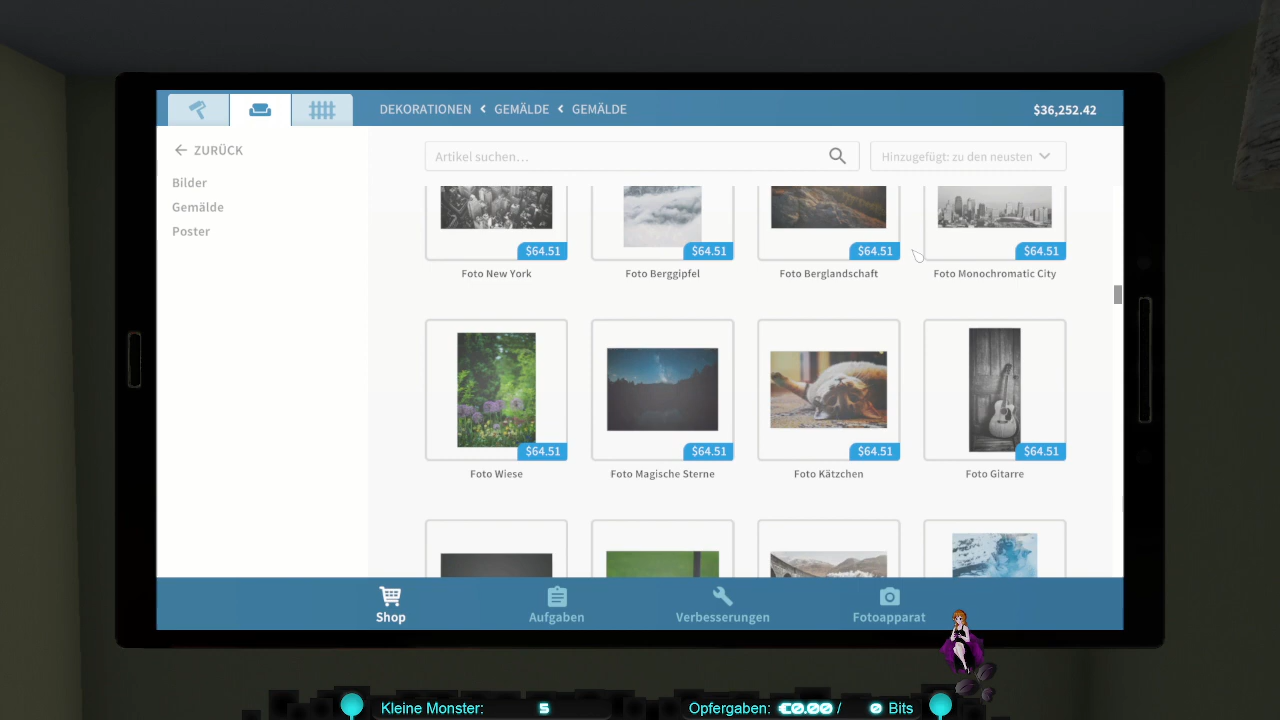 DEKORATIONEN < GEMÄLDE < GEMÄLDE
$36,252.42
ZURÜCK
Artikel suchen...
Hinzugefügt: zu den neusten
Bilder
Gemälde
Poster
$64.51
$64.51
$64.51
$64.51
Foto New York
Foto Berggipfel
Foto Berglandschaft
Foto Monochromatic City
$64.51
$64.51
$64.51
$64.51
Foto Wiese
Foto Magische Sterne
Foto Kätzchen
Foto Gitarre
Shop
Aufgaben
Verbesserungen
Fotoapparat
Kleine Monster: 5
Opfergaben: €0.00 / 0 Bits